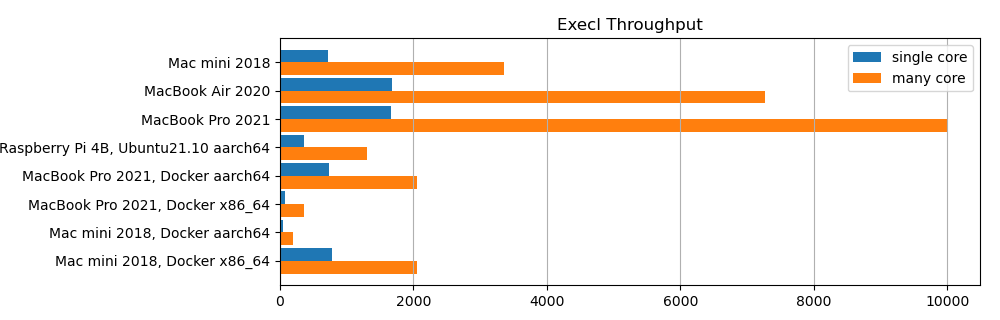 Execl Throughput
single core
many core
Mac mini 2018
MacBook Air 2020
MacBook Pro 2021
Raspberry Pi 4B, Ubuntu21.10 aarch64
MacBook Pro 2021, Docker aarch64
MacBook Pro 2021, Docker x86_64
Mac mini 2018, Docker aarch64
Mac mini 2018, Docker x86_64
0 2000 4000 6000 8000 10000